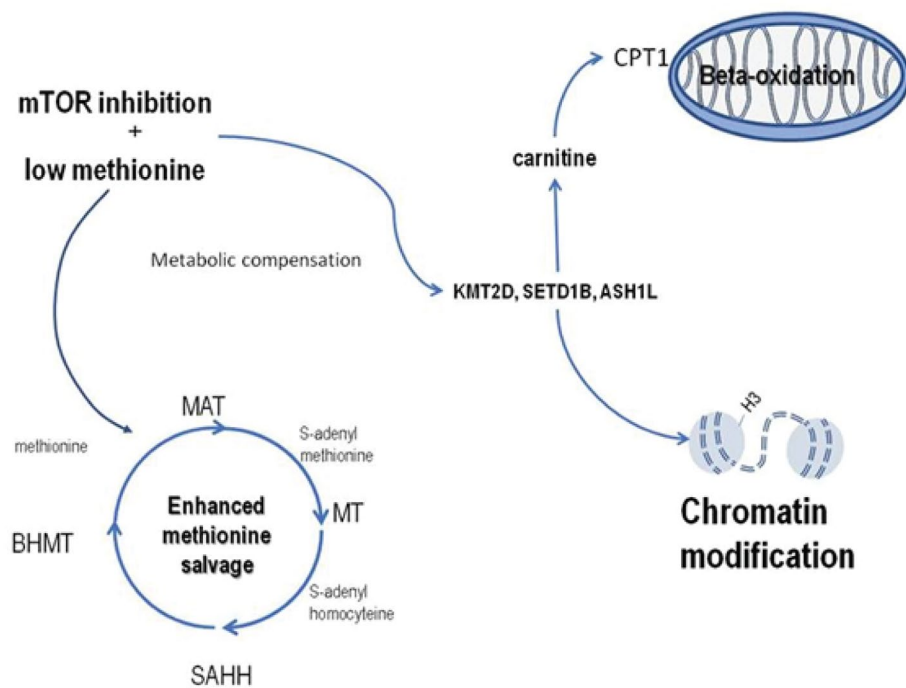 CPT1
Beta-oxidation
mTOR inhibition
+
low methionine
carnitine
Metabolic compensation
KMT2D, SETD1B, ASH1L
H3
Chromatin
modification
MAT
methionine
S-adenyl
methionine
Enhanced
methionine
salvage
MT
BHMT
S-adenyl
homocyteine
SAHH